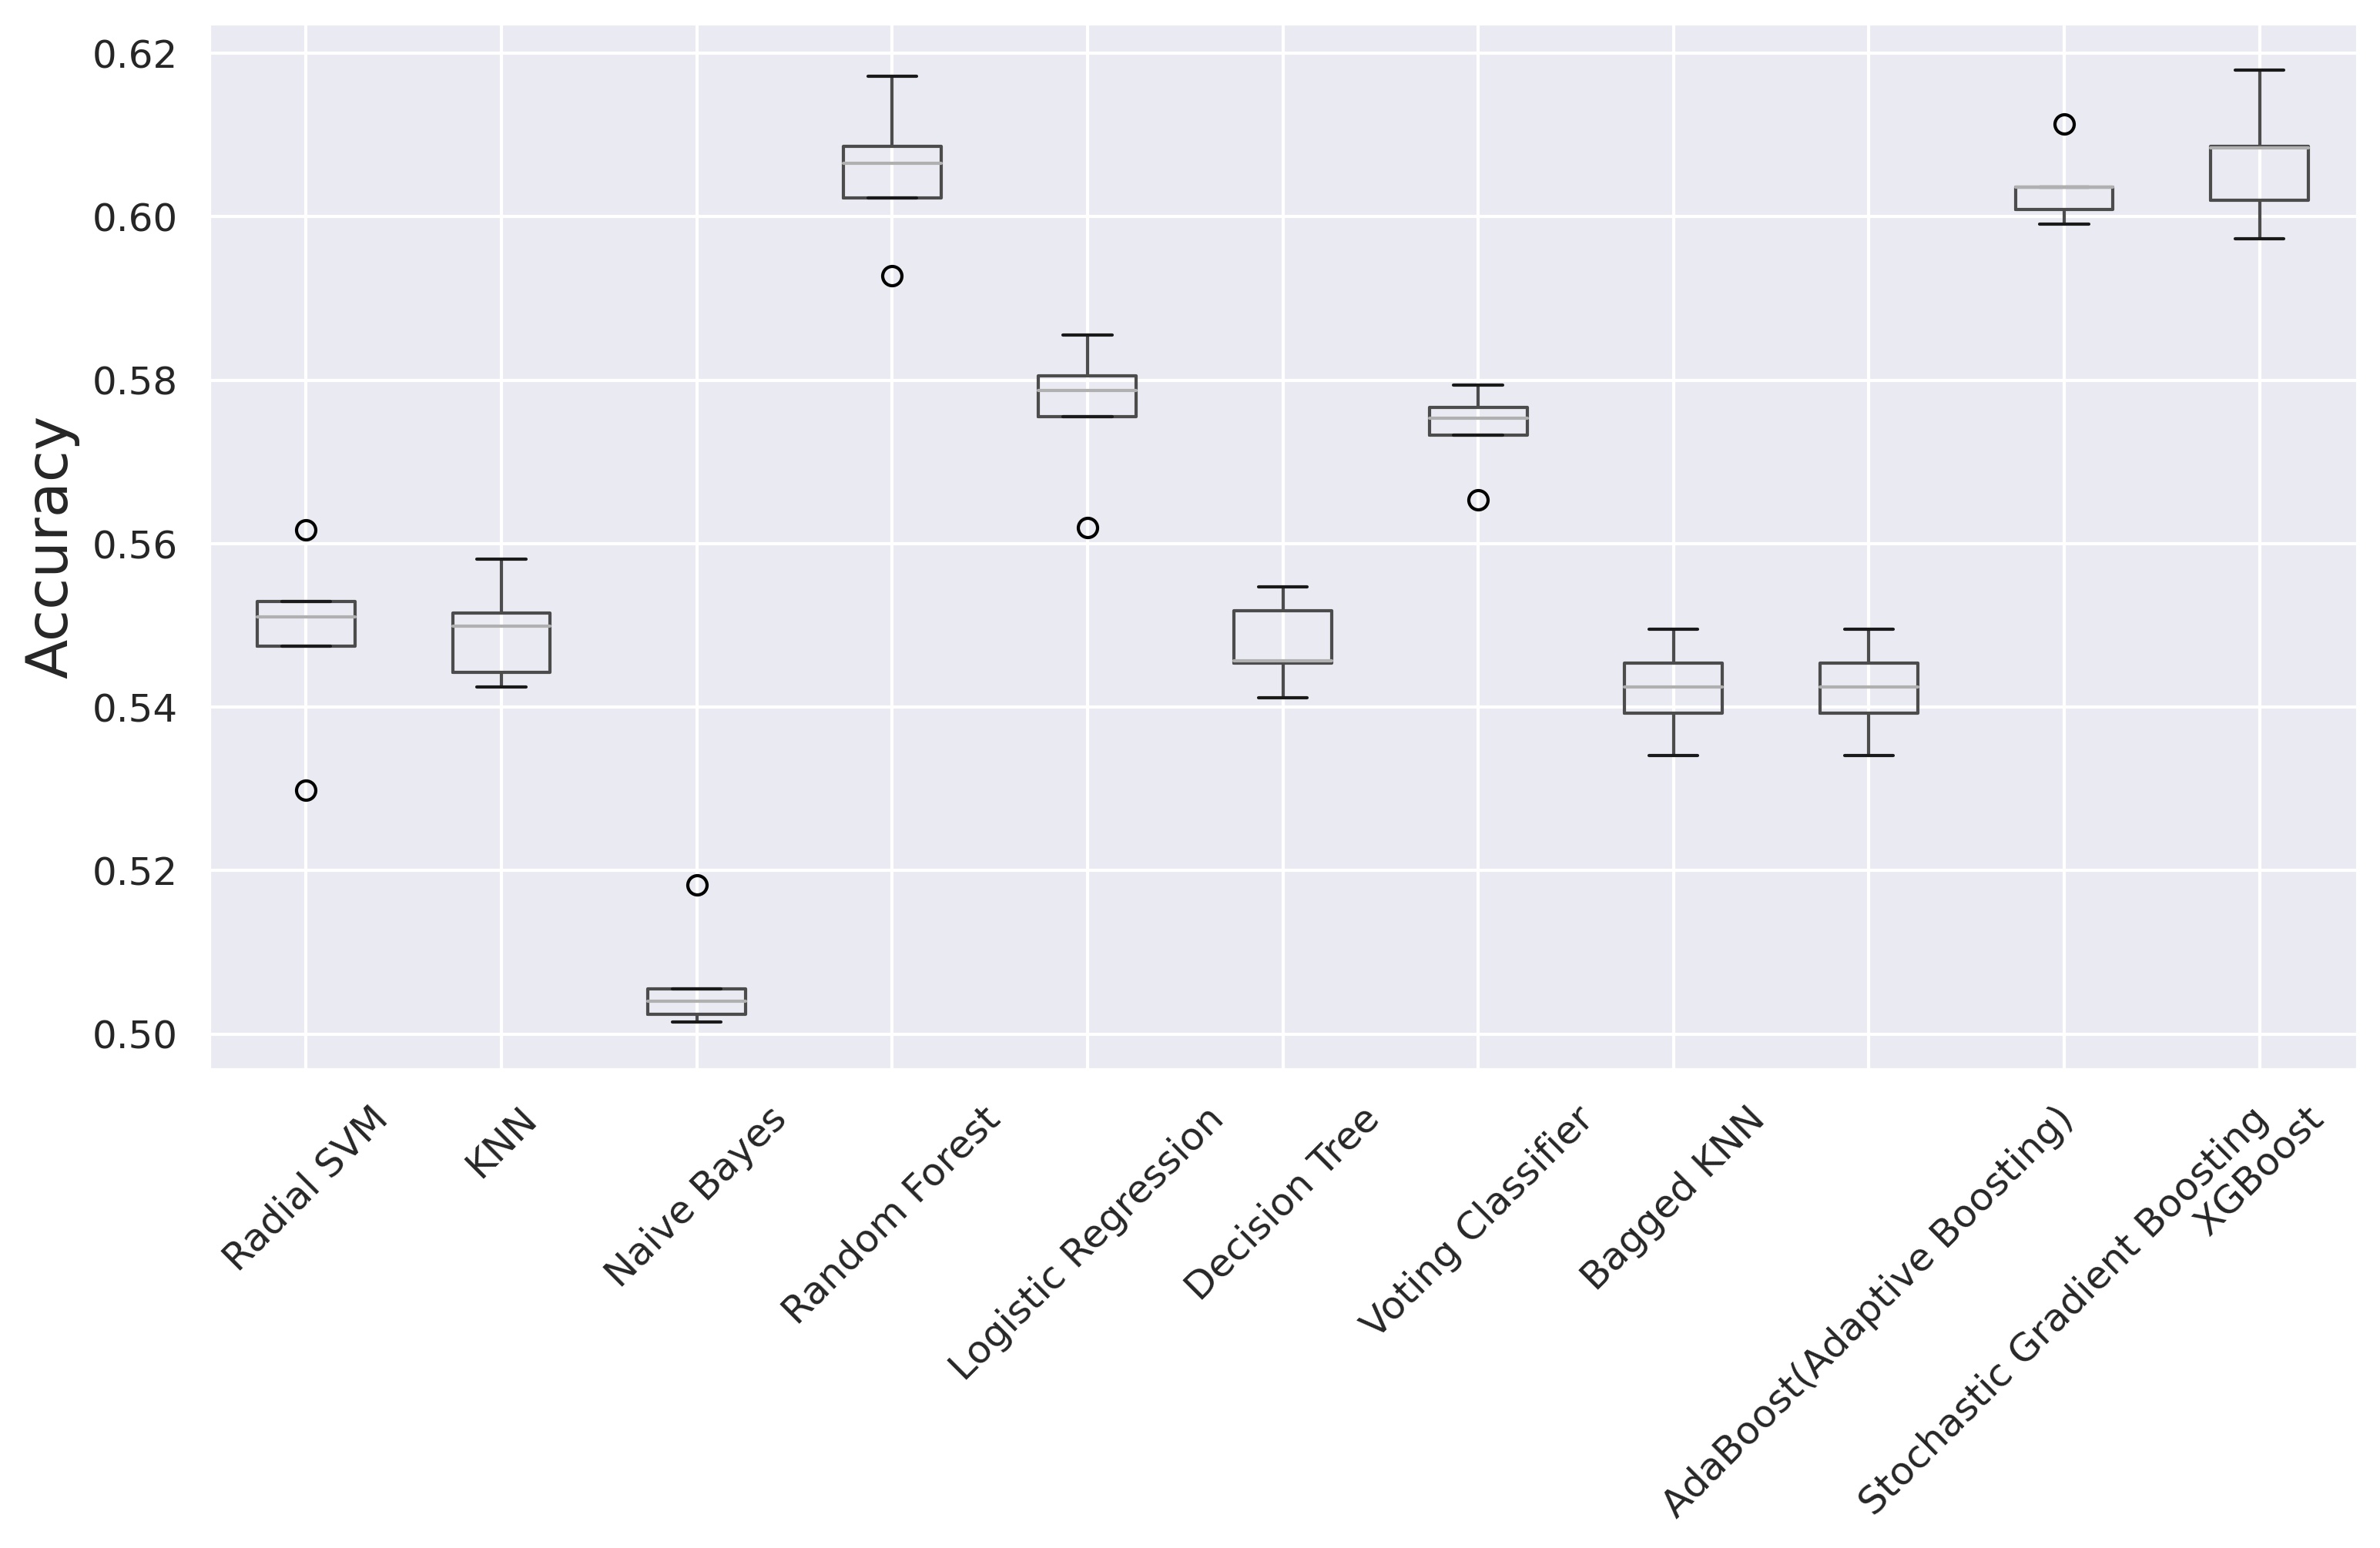 Accuracy
0.62
0.60
0.58
0.56
0.54
0.52
0.50
Radial SVM
KNN
Naive Bayes
Random Forest
Logistic Regression
Decision Tree
Voting Classifier
Bagged KNN
AdaBoost(Adaptive Boosting)
Stochastic Gradient Boosting
XGBoost